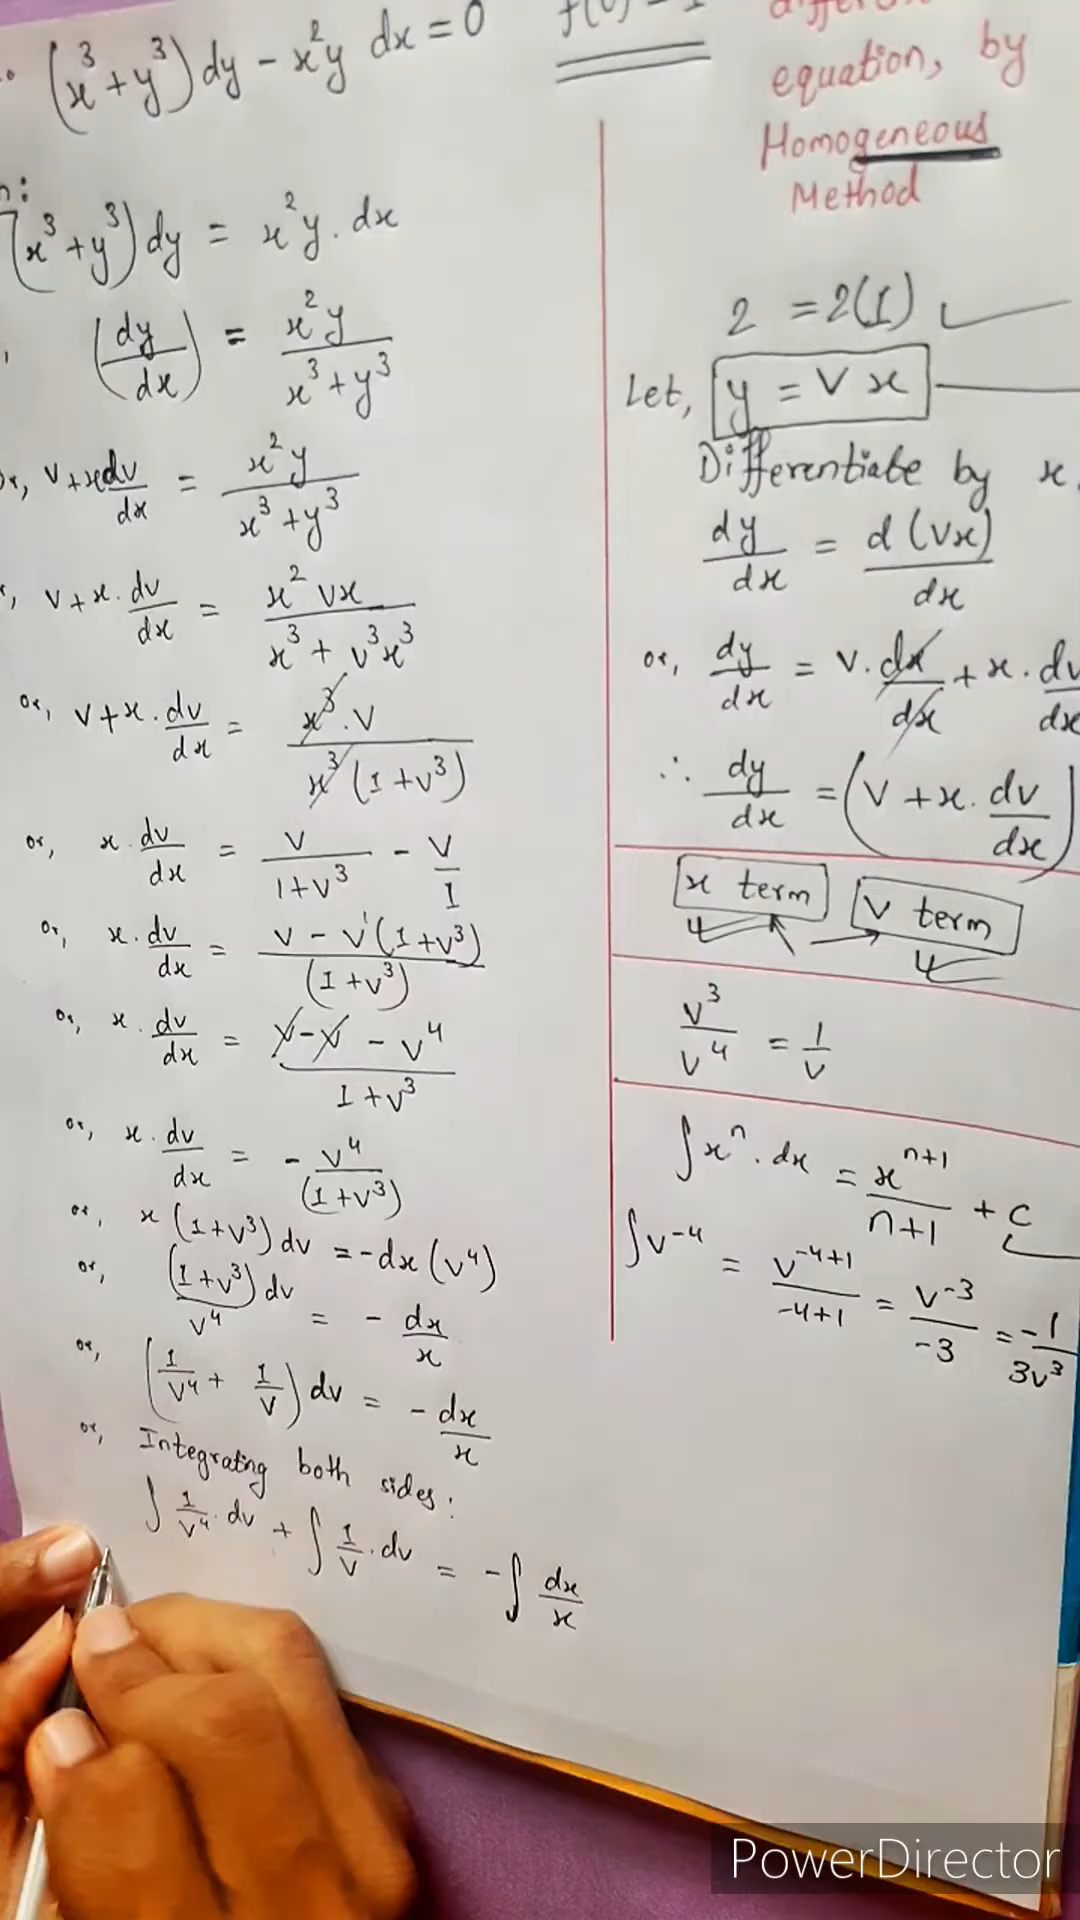 (x³ + y³) dy - x²y dx = 0
(x³ + y³) dy = x²y. dx
(dy/dx) = x²y / x³ + y³
or, v + x dv/dx = x²y / x³ + y³
v + x. dv/dx = x² vx / x³ + v³x³
or, v + x. dv/dx = x³. v / x³ (1 + v³)
or, x. dv/dx = v / 1 + v³ - v/1
or, x. dv/dx = v - v (1 + v³) / (1 + v³)
or, x. dv/dx = v - v - v⁴ / 1 + v³
or, x. dv/dx = - v⁴ / (1 + v³)
or, x (1 + v³) dv = -dx (v⁴)
or, (1 + v³) dv / v⁴ = - dx/x
or, (1/v⁴ + 1/v) dv = - dx/x
or, Integrating both sides:
∫ 1/v⁴. dv + ∫ 1/v. dv = - ∫ dx/x
equation, by
Homogeneous
Method
2 = 2(1)
Let, y = v x
Differentiate by x
dy/dx = d (vx)/dx
or, dy/dx = v. dx/dx + x. dv/dx
∴ dy/dx = (v + x. dv/dx)
x term
v term
v³/v⁴ = 1/v
∫ xⁿ. dx = xⁿ⁺¹ / n+1 + c
∫ v⁻⁴ = v⁻⁴⁺¹ / -4+1 = v⁻³ / -3 = -1 / 3v³
PowerDirector